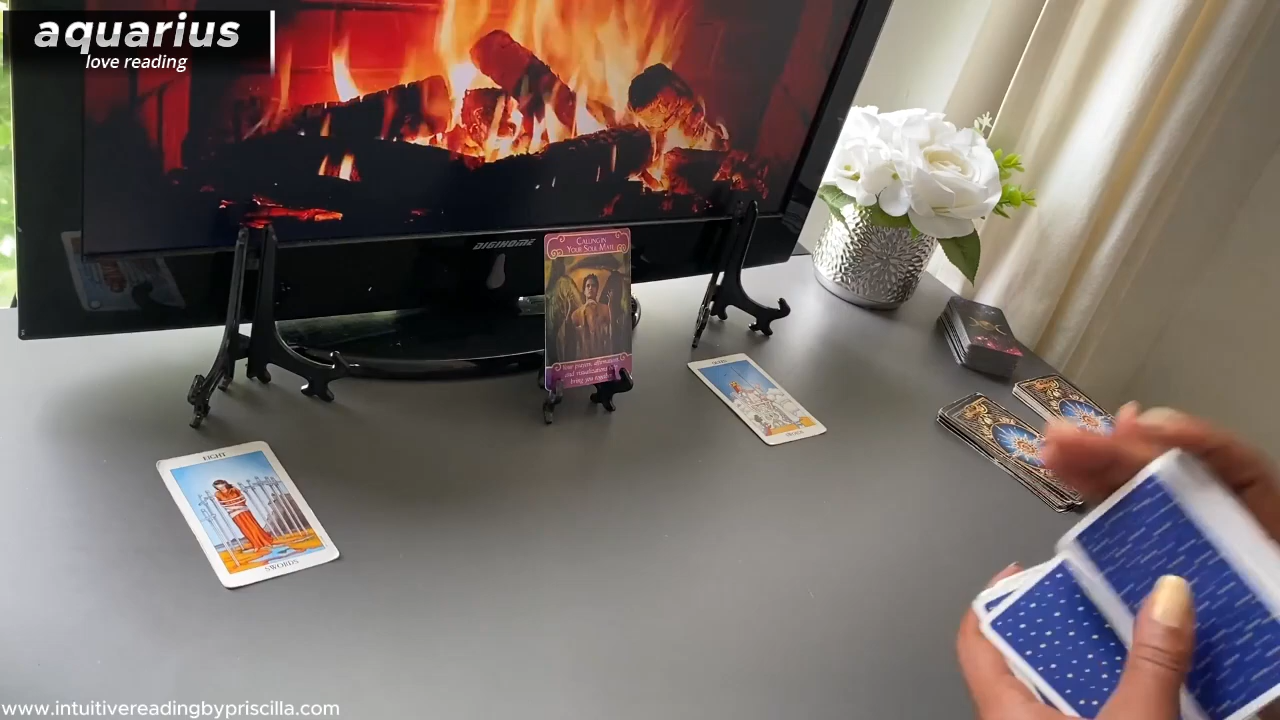 aquarius
love reading
DIGIHOME
CALLING IN
YOUR SOUL MATE
Your prayers, affirmations,
and visualizations
bring you together
EIGHT
SWORDS
www.intuitivereadingbypriscilla.com